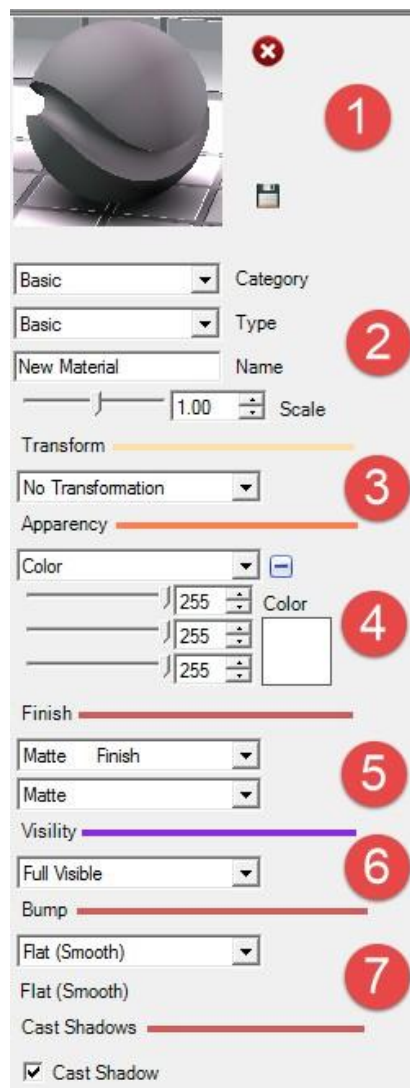 1
Basic Category
Basic Type
2
New Material Name
1.00 Scale
Transform
No Transformation
3
Apparency
Color
255 Color
4
255
255
Finish
Matte Finish
5
Matte
Visility
Full Visible
6
Bump
Flat (Smooth)
7
Flat (Smooth)
Cast Shadows
Cast Shadow